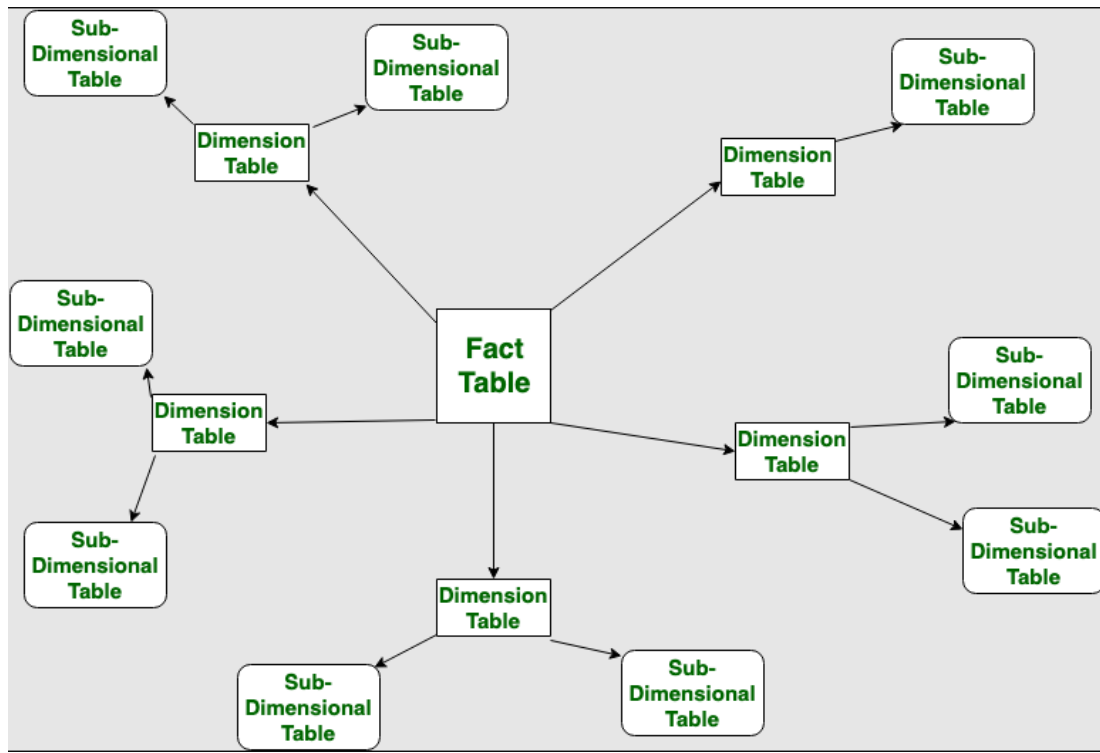 Sub-
Dimensional
Table
Sub-
Dimensional
Table
Sub-
Dimensional
Table
Dimension
Table
Dimension
Table
Sub-
Dimensional
Table
Fact
Table
Sub-
Dimensional
Table
Dimension
Table
Dimension
Table
Sub-
Dimensional
Table
Sub-
Dimensional
Table
Dimension
Table
Sub-
Dimensional
Table
Sub-
Dimensional
Table